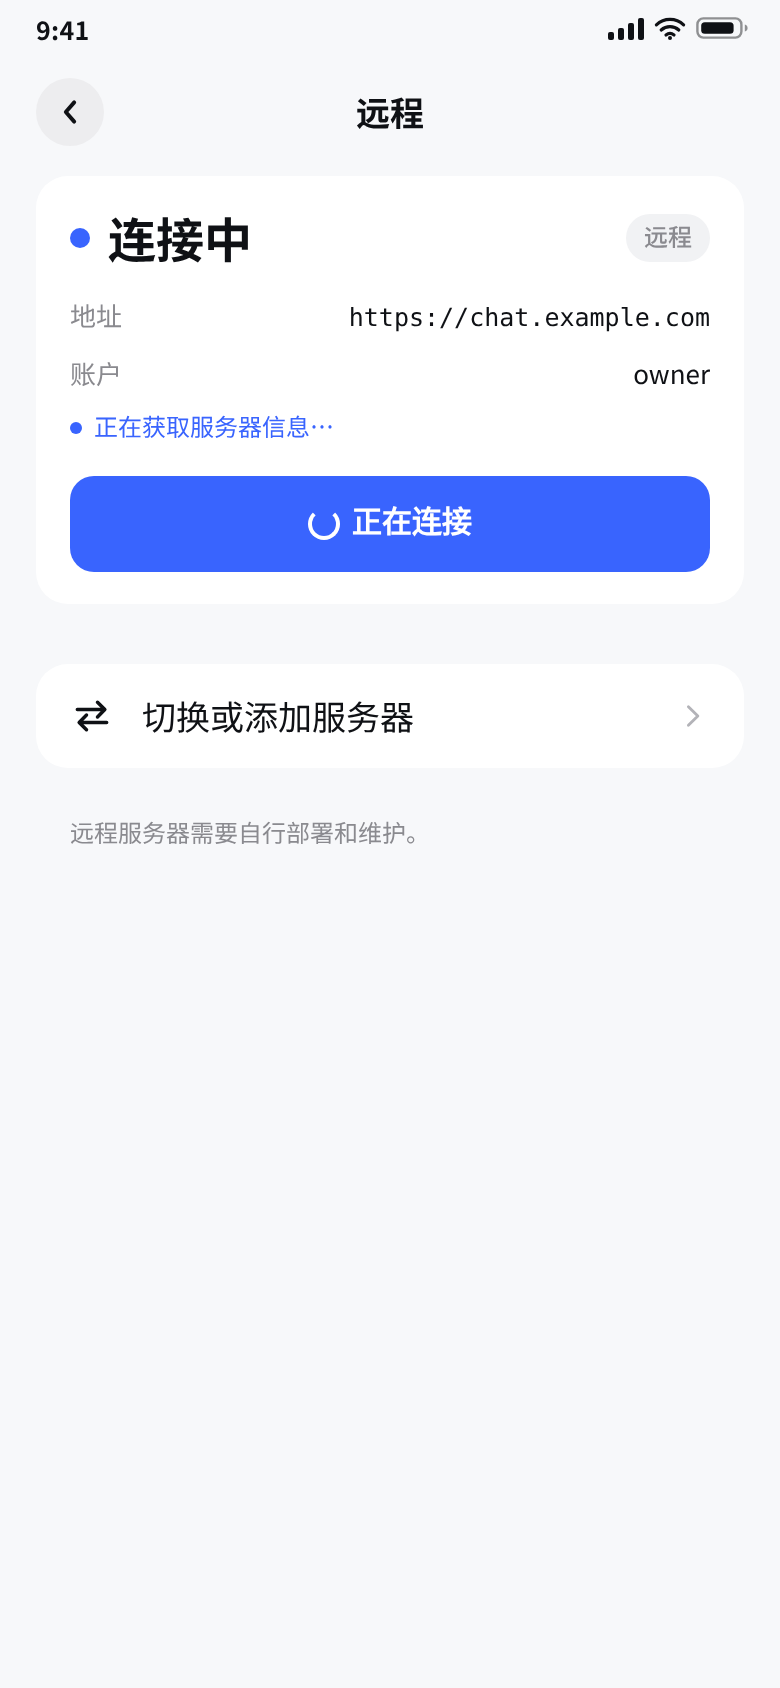 9:41
远程
连接中
远程
地址
https://chat.example.com
账户
owner
正在获取服务器信息…
正在连接
切换或添加服务器
远程服务器需要自行部署和维护。